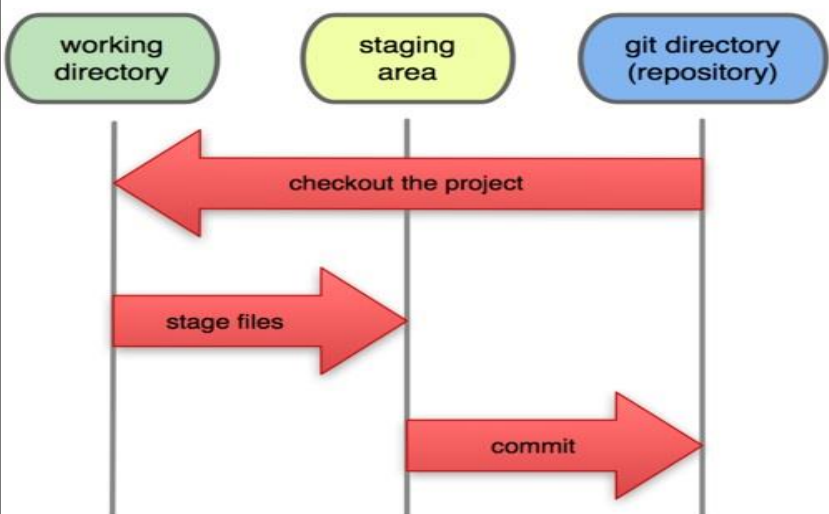 working
directory
staging
area
git directory
(repository)
checkout the project
stage files
commit